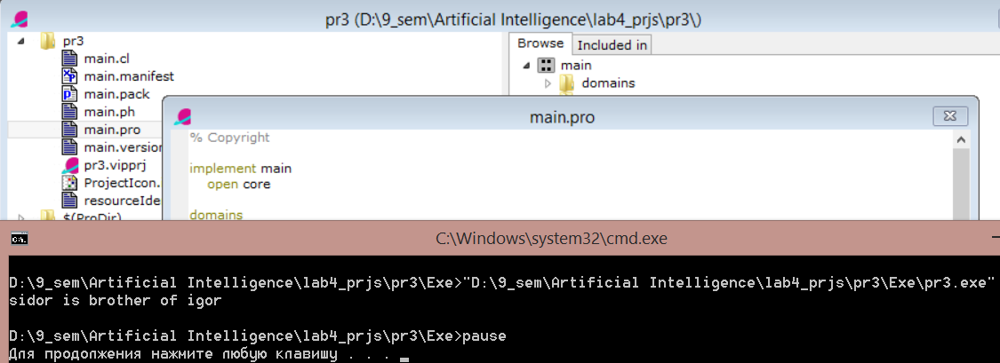 pr3 (D:\9_sem\Artificial Intelligence\lab4_prjs\pr3\)
pr3
main.cl
main.manifest
main.pack
main.ph
main.pro
main.version
pr3.vipprj
ProjectIcon.
resourceIde
$(ProDir)
Browse
Included in
main
domains
main.pro
% Copyright
implement main
open core
domains
C:\Windows\system32\cmd.exe
D:\9_sem\Artificial Intelligence\lab4_prjs\pr3\Exe>"D:\9_sem\Artificial Intelligence\lab4_prjs\pr3\Exe\pr3.exe"
sidor is brother of igor
D:\9_sem\Artificial Intelligence\lab4_prjs\pr3\Exe>pause
Для продолжения нажмите любую клавишу . . .